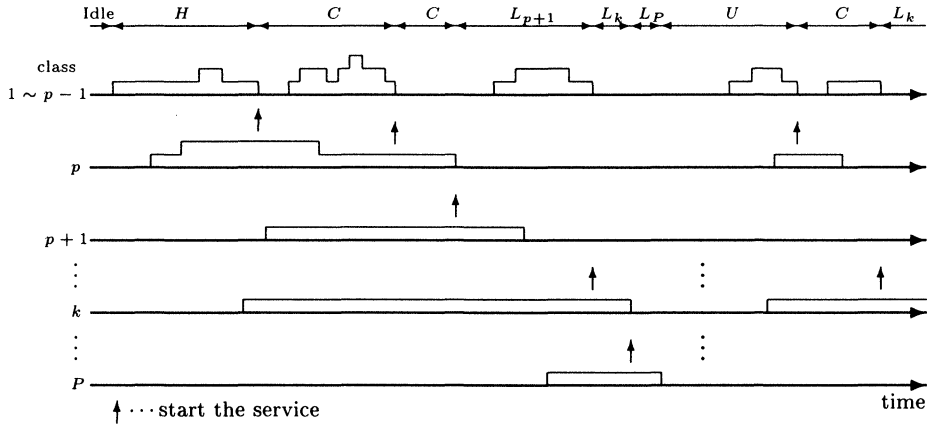 Idle H C C L_{p+1} L_k L_P U C L_k
class
1 ∼ p − 1
p
p + 1
⋮ ⋮
k
⋮ ⋮
P
time
↑ ··· start the service